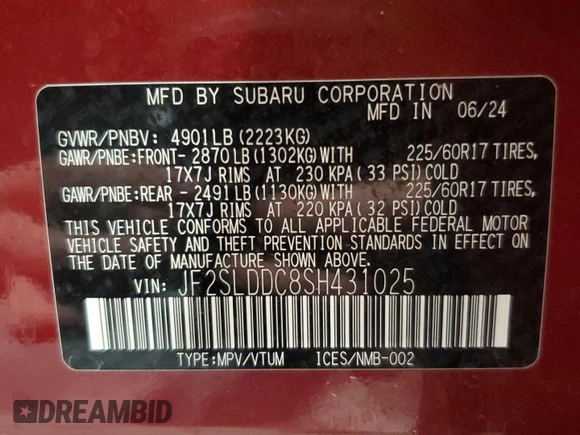 MFD BY SUBARU CORPORATION
MFD IN 06/24
GVWR/PNBV: 4901LB(2223KG)
GAWR/PNBE:FRONT- 2870LB(1302KG)WITH 225/60R17 TIRES,
17X7J RIMS AT 230 KPA(33 PSI)COLD
GAWR/PNBE:REAR - 2491LB(1130KG)WITH 225/60R17 TIRES,
17X7J RIMS AT 220 KPA(32 PSI)COLD
THIS VEHICLE CONFORMS TO ALL APPLICABLE FEDERAL MOTOR
VEHICLE SAFETY AND THEFT PREVENTION STANDARDS IN EFFECT
ON THE DATE OF MANUFACTURE SHOWN ABOVE.
VIN: JF2SLDDC8SH431025
TYPE:MPV/VTUM ICES/NMB-002
DREAMBID